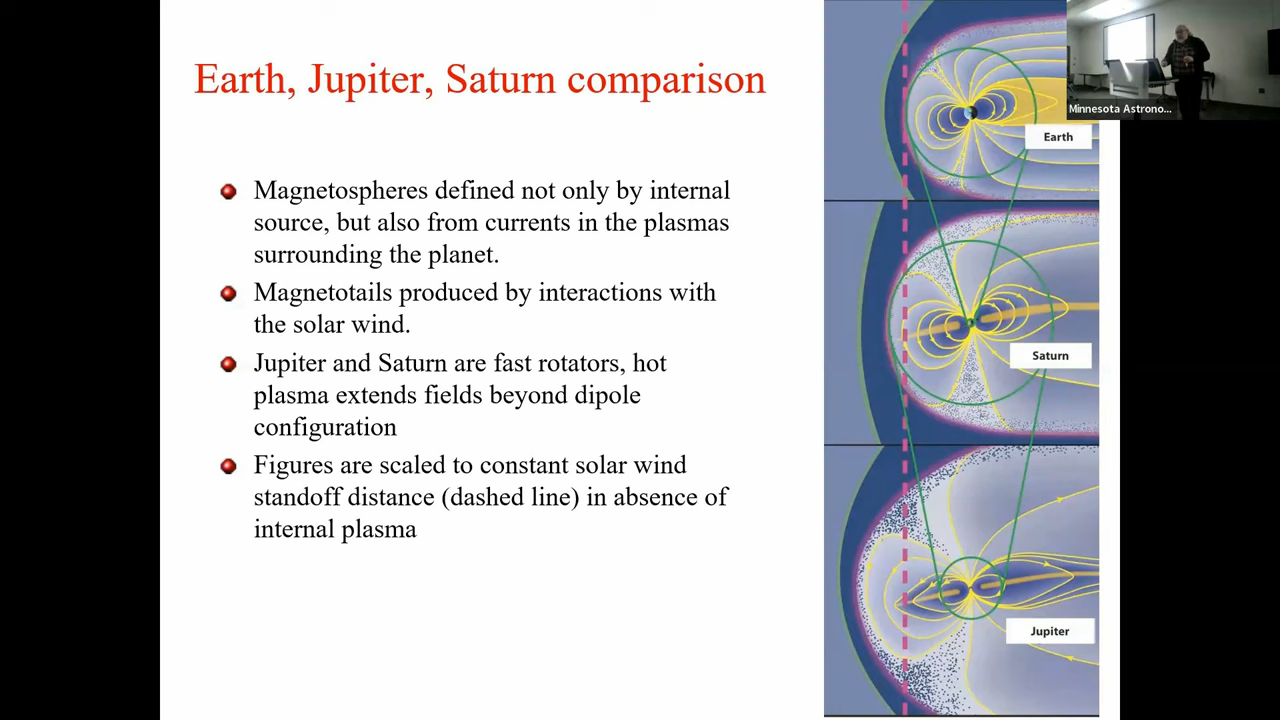 Earth, Jupiter, Saturn comparison
Magnetospheres defined not only by internal
source, but also from currents in the plasmas
surrounding the planet.
Magnetotails produced by interactions with
the solar wind.
Jupiter and Saturn are fast rotators, hot
plasma extends fields beyond dipole
configuration
Figures are scaled to constant solar wind
standoff distance (dashed line) in absence of
internal plasma
Minnesota Astrono...
Earth
Saturn
Jupiter